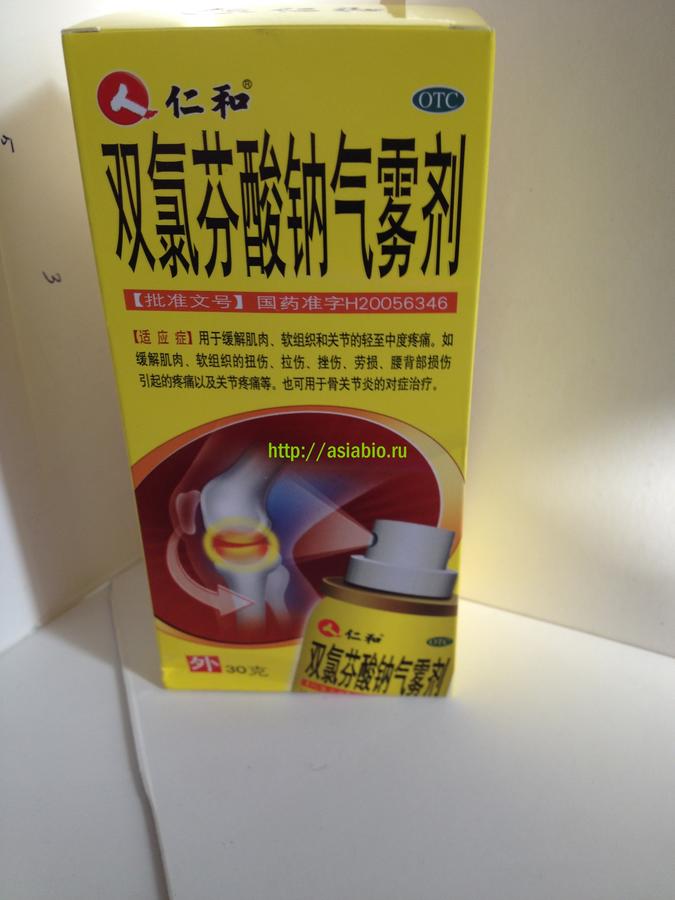 仁和®
OTC
双氯芬酸钠气雾剂
【批准文号】 国药准字H20056346
【适应症】用于缓解肌肉、软组织和关节的轻至中度疼痛。如
缓解肌肉、软组织的扭伤、拉伤、挫伤、劳损、腰背部损伤
引起的疼痛以及关节疼痛等。也可用于骨关节炎的对症治疗。
http://asiabio.ru
仁和
OTC
双氯芬酸钠气雾剂
外 30克
3